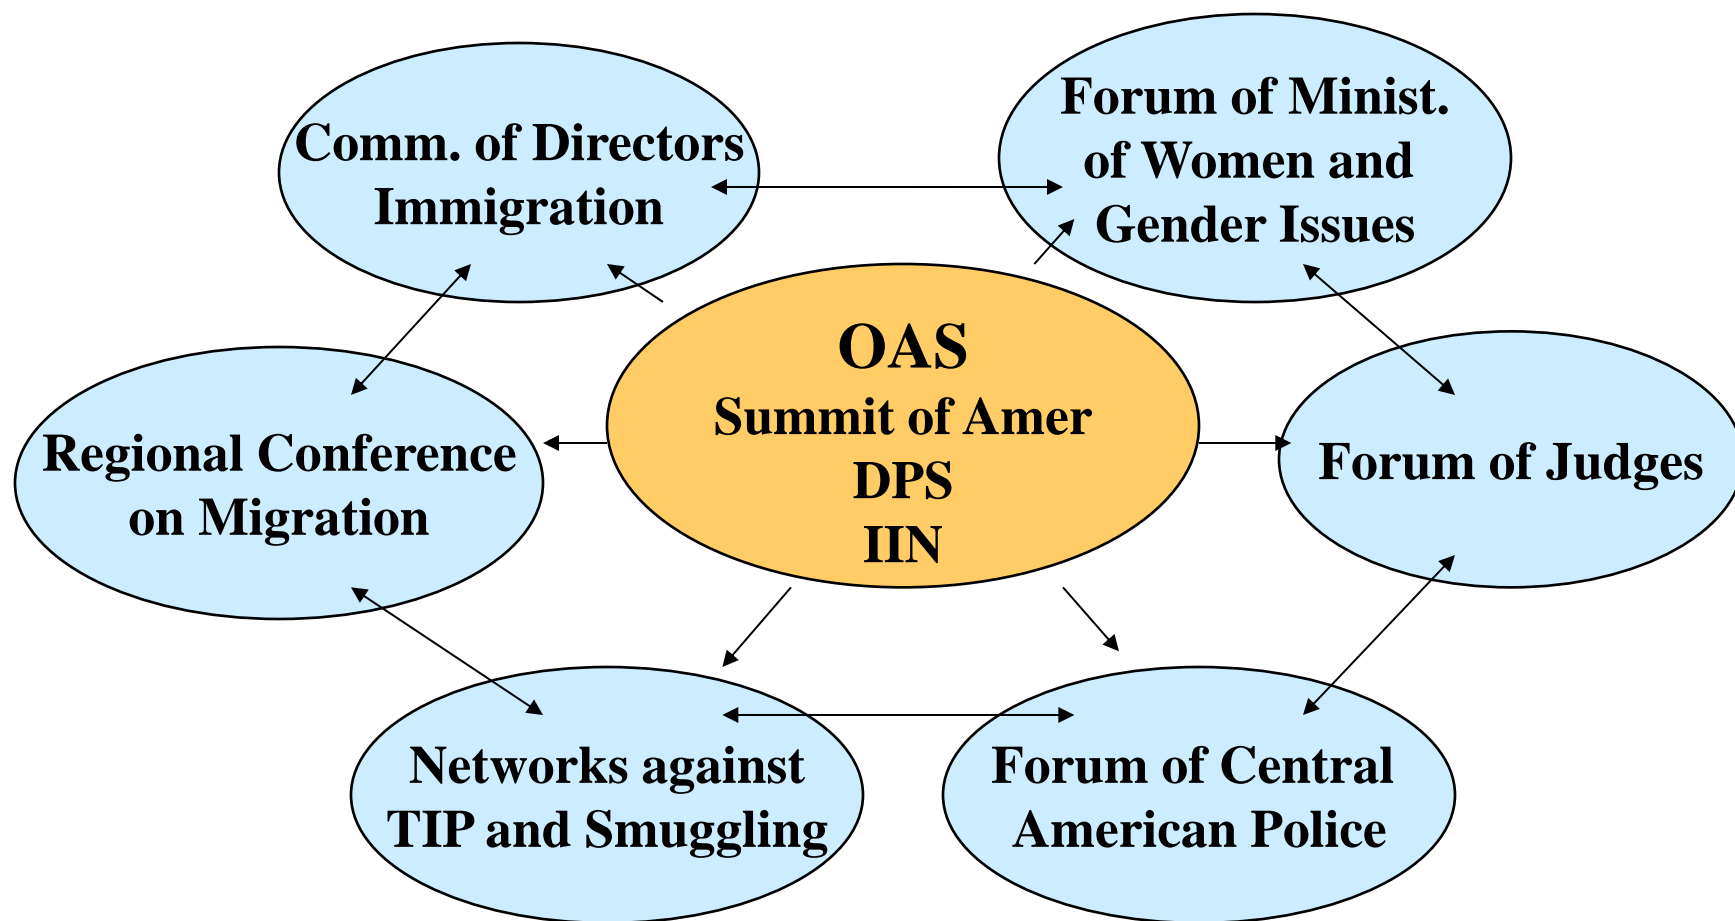 Comm. of Directors
Immigration
Forum of Minist.
of Women and
Gender Issues
OAS
Summit of Amer
DPS
IIN
Regional Conference
on Migration
Forum of Judges
Networks against
TIP and Smuggling
Forum of Central
American Police